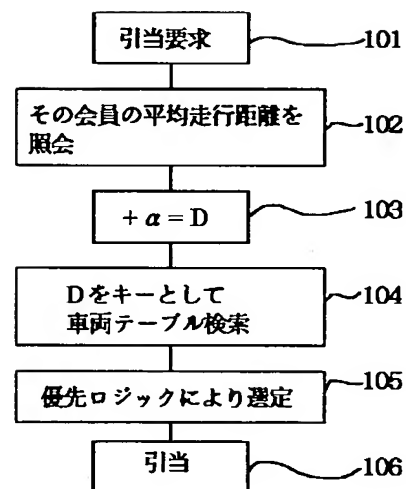 引当要求
101
その会員の平均走行距離を
照会
102
+α=D
103
Dをキーとして
車両テーブル検索
104
優先ロジックにより選定
105
引当
106